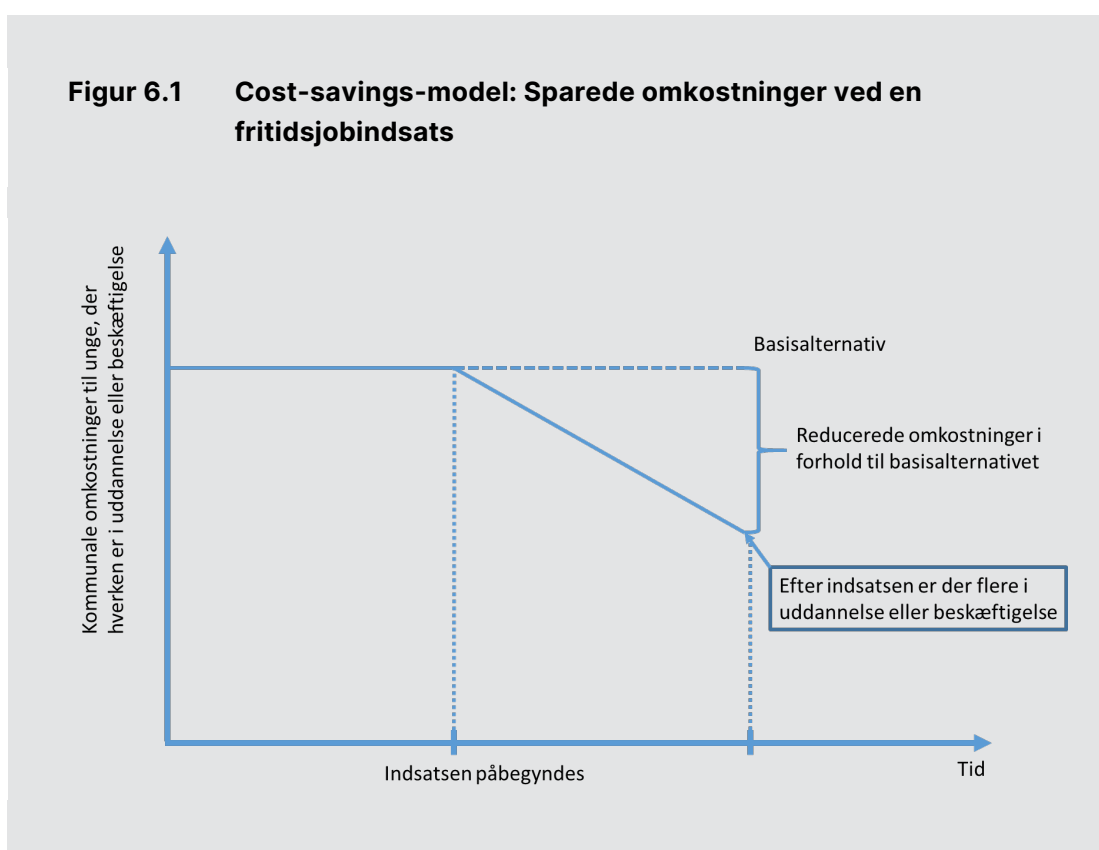 Figur 6.1 Cost-savings-model: Sparede omkostninger ved en
fritidsjobindsats
Kommunale omkostninger til unge, der
hverken er i uddannelse eller beskæftigelse
Basisalternativ
Reducerede omkostninger i
forhold til basisalternativet
Efter indsatsen er der flere i
uddannelse eller beskæftigelse
Indsatsen påbegyndes
Tid